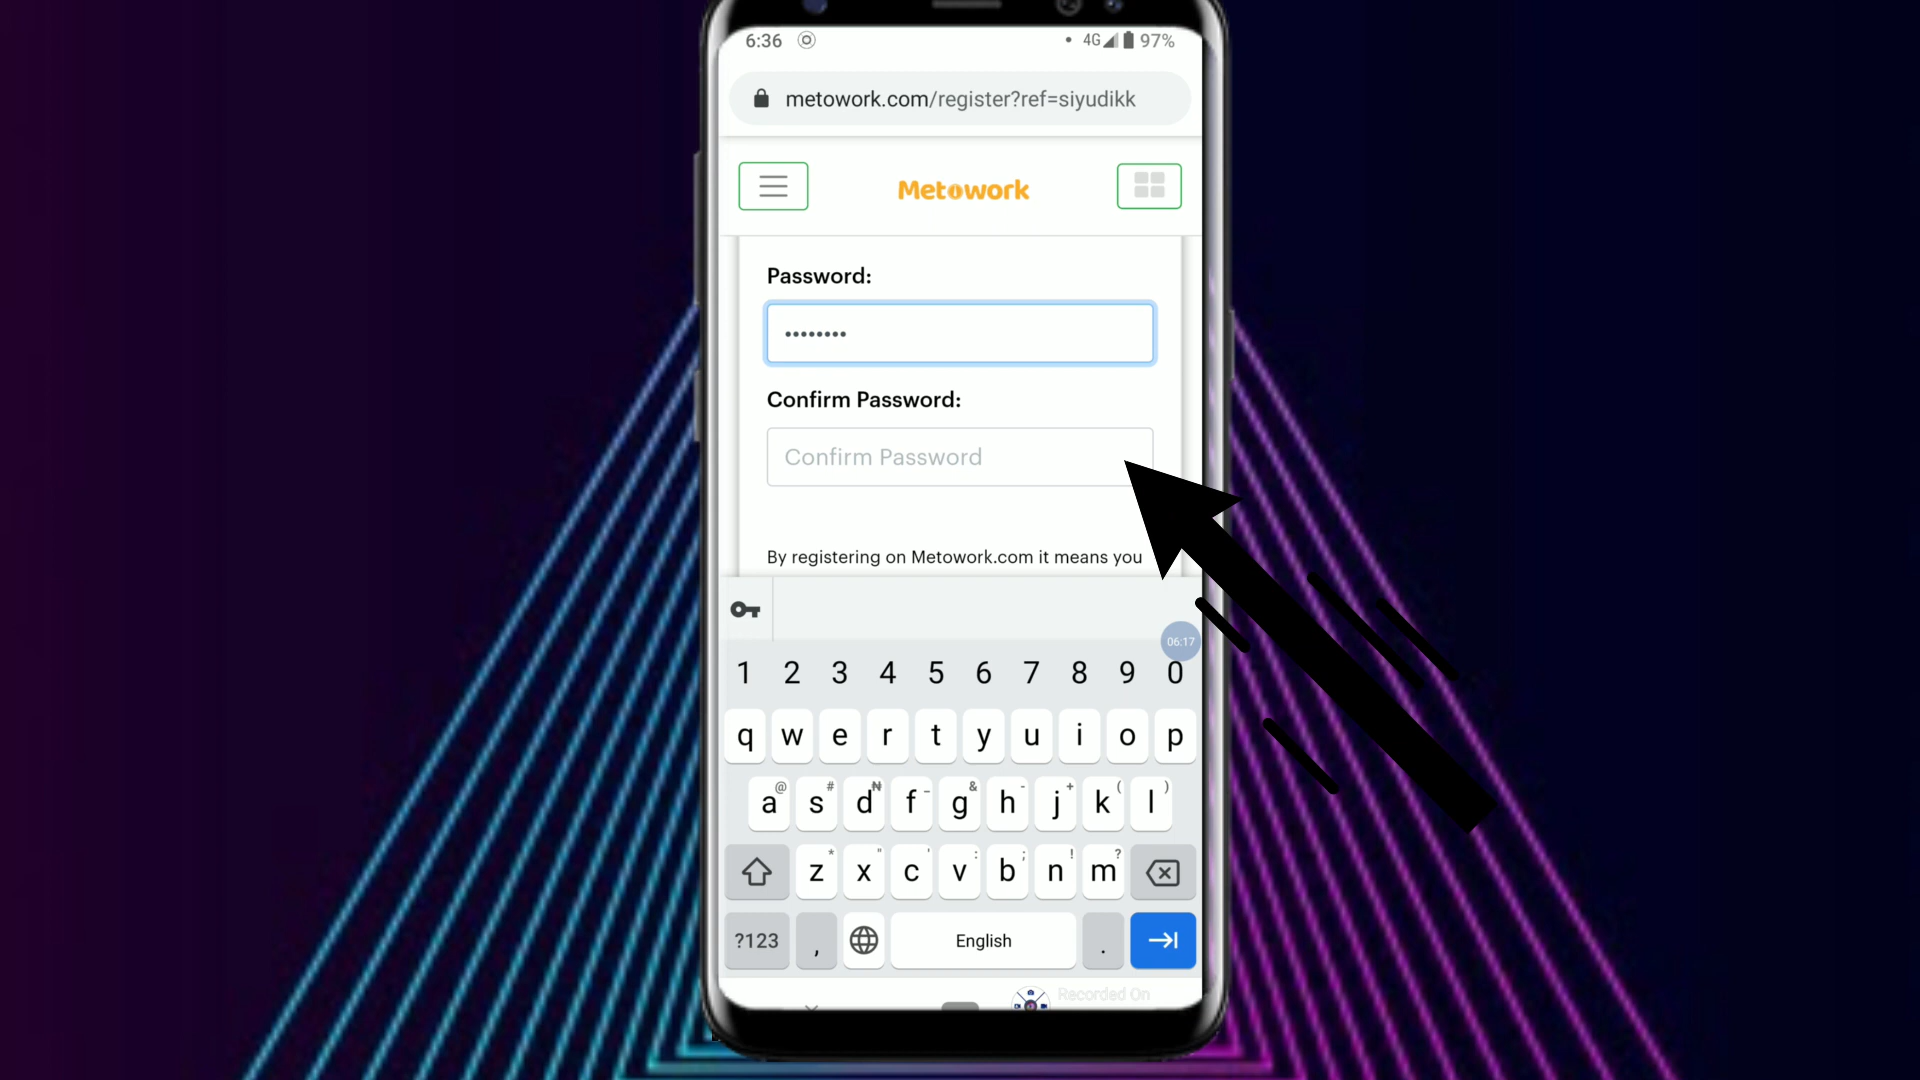 6:36 4G 97%
metowork.com/register?ref=siyudikk
Metowork
Password:
••••••••
Confirm Password:
Confirm Password
By registering on Metowork.com it means you
06:17
1 2 3 4 5 6 7 8 9 0
q w e r t y u i o p
@ # ₦ _ & - + ( )
a s d f g h j k l
* " ' : ; ! ?
z x c v b n m
?123 , English .
Recorded On